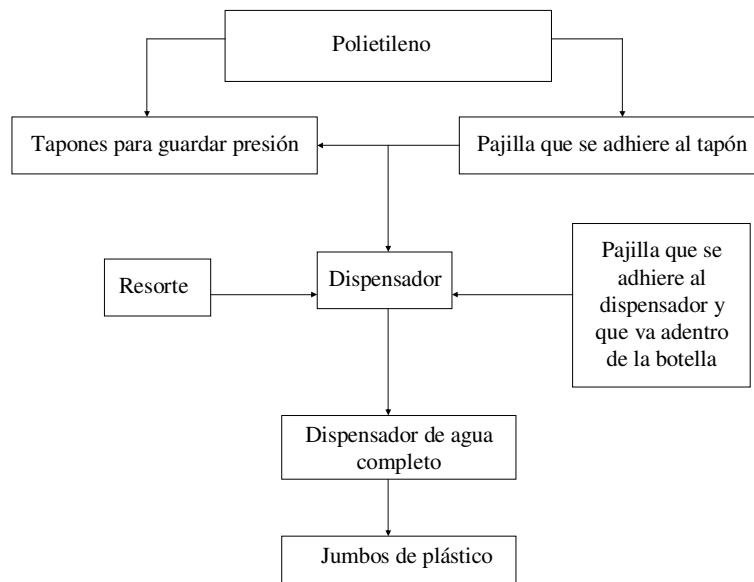 Polietileno
Tapones para guardar presión
Pajilla que se adhiere al tapón
Resorte
Dispensador
Pajilla que se
adhiere al
dispensador y
que va adentro
de la botella
Dispensador de agua
completo
Jumbos de plástico